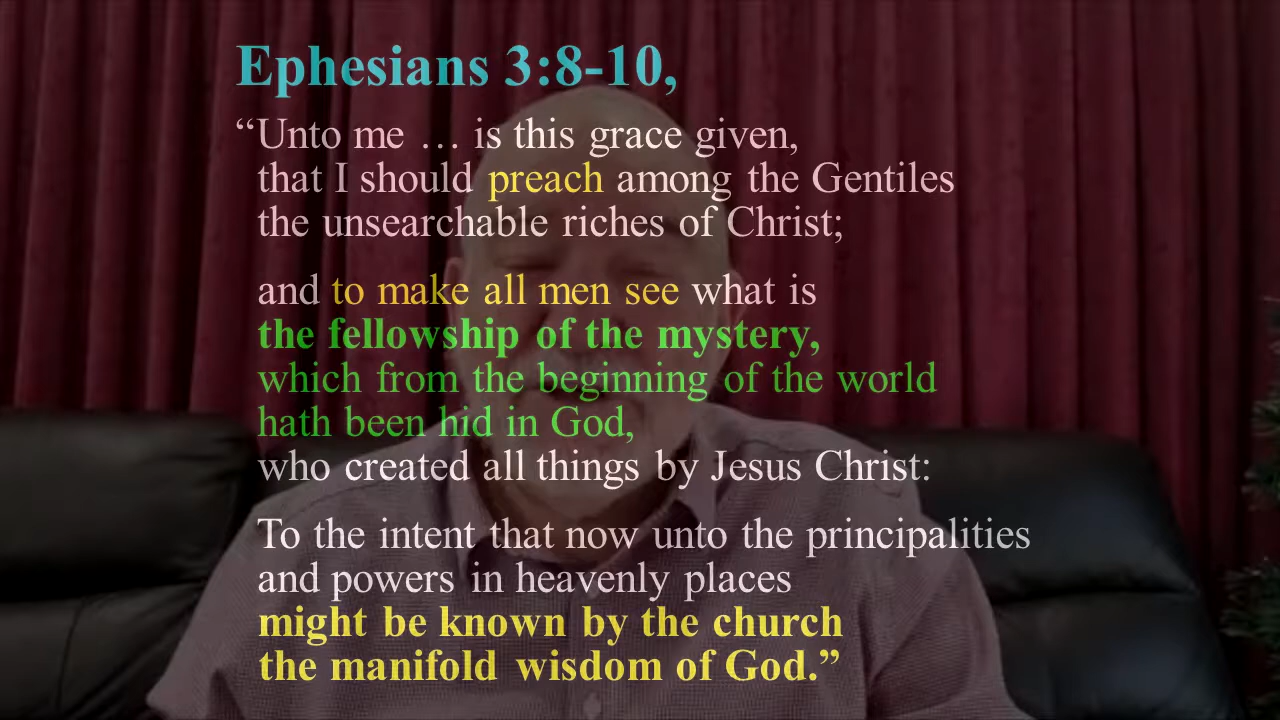 Ephesians 3:8-10,
“Unto me … is this grace given,
that I should preach among the Gentiles
the unsearchable riches of Christ;
and to make all men see what is
the fellowship of the mystery,
which from the beginning of the world
hath been hid in God,
who created all things by Jesus Christ:
To the intent that now unto the principalities
and powers in heavenly places
might be known by the church
the manifold wisdom of God.”